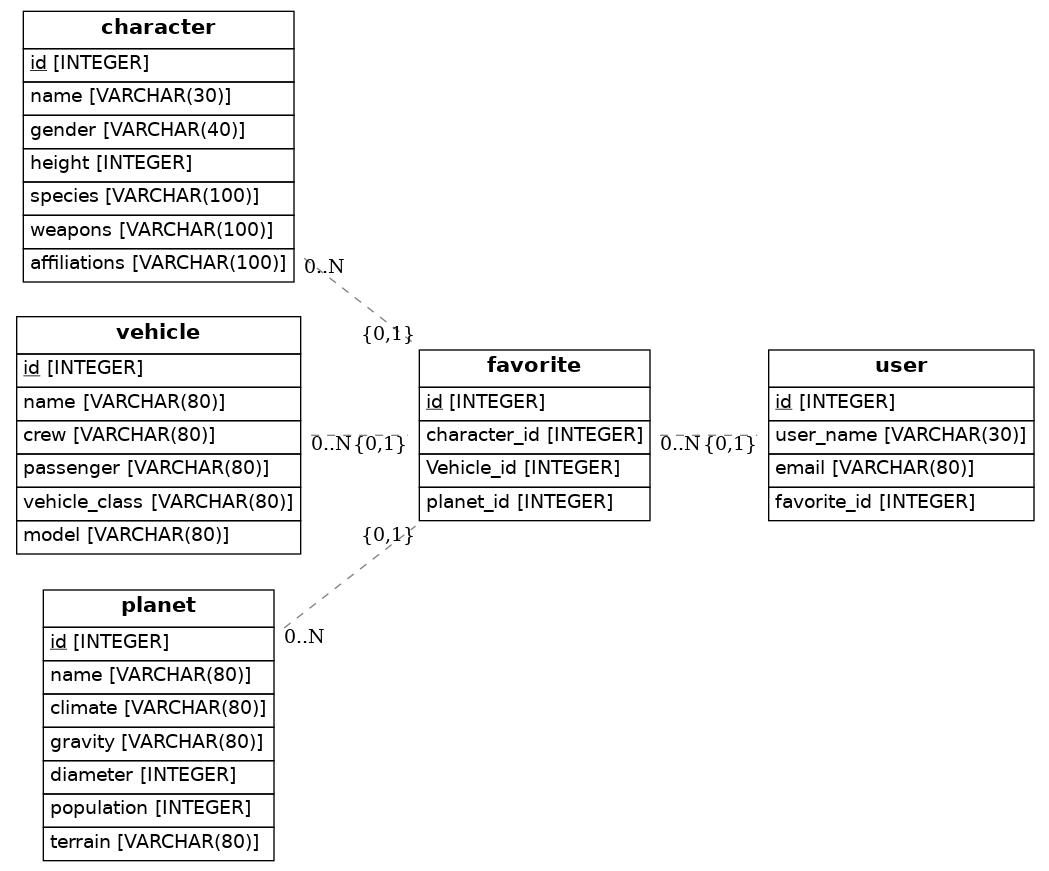 character
id [INTEGER]
name [VARCHAR(30)]
gender [VARCHAR(40)]
height [INTEGER]
species [VARCHAR(100)]
weapons [VARCHAR(100)]
affiliations [VARCHAR(100)]
0..N
{0,1}
vehicle
id [INTEGER]
name [VARCHAR(80)]
crew [VARCHAR(80)]
passenger [VARCHAR(80)]
vehicle_class [VARCHAR(80)]
model [VARCHAR(80)]
0..N {0,1}
favorite
id [INTEGER]
character_id [INTEGER]
Vehicle_id [INTEGER]
planet_id [INTEGER]
0..N {0,1}
user
id [INTEGER]
user_name [VARCHAR(30)]
email [VARCHAR(80)]
favorite_id [INTEGER]
{0,1}
0..N
planet
id [INTEGER]
name [VARCHAR(80)]
climate [VARCHAR(80)]
gravity [VARCHAR(80)]
diameter [INTEGER]
population [INTEGER]
terrain [VARCHAR(80)]